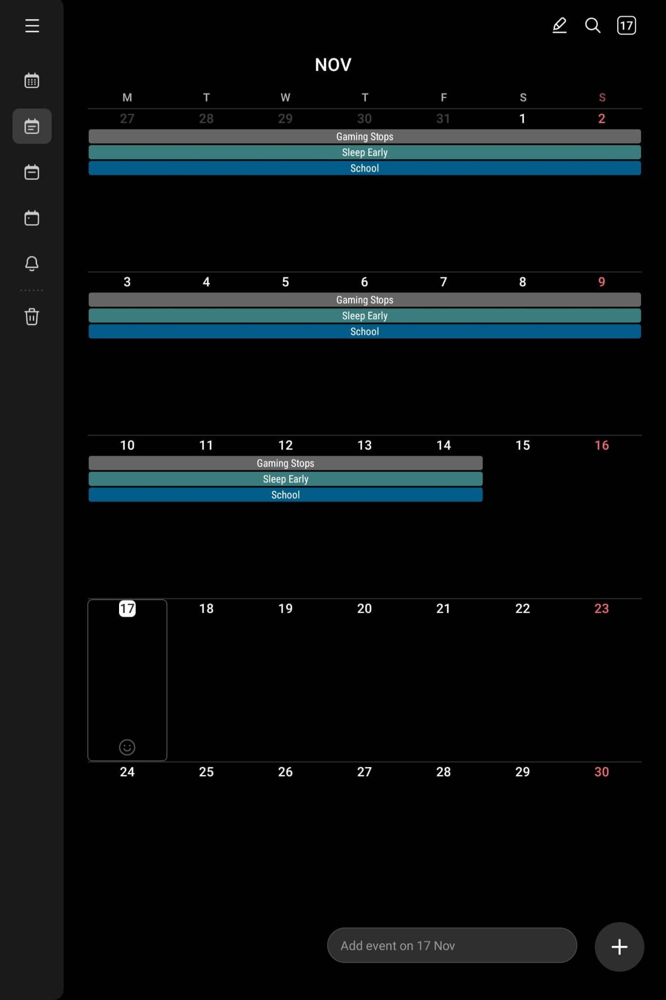 17
NOV
M T W T F S S
27 28 29 30 31 1 2
Gaming Stops
Sleep Early
School
3 4 5 6 7 8 9
Gaming Stops
Sleep Early
School
10 11 12 13 14 15 16
Gaming Stops
Sleep Early
School
17 18 19 20 21 22 23
24 25 26 27 28 29 30
Add event on 17 Nov